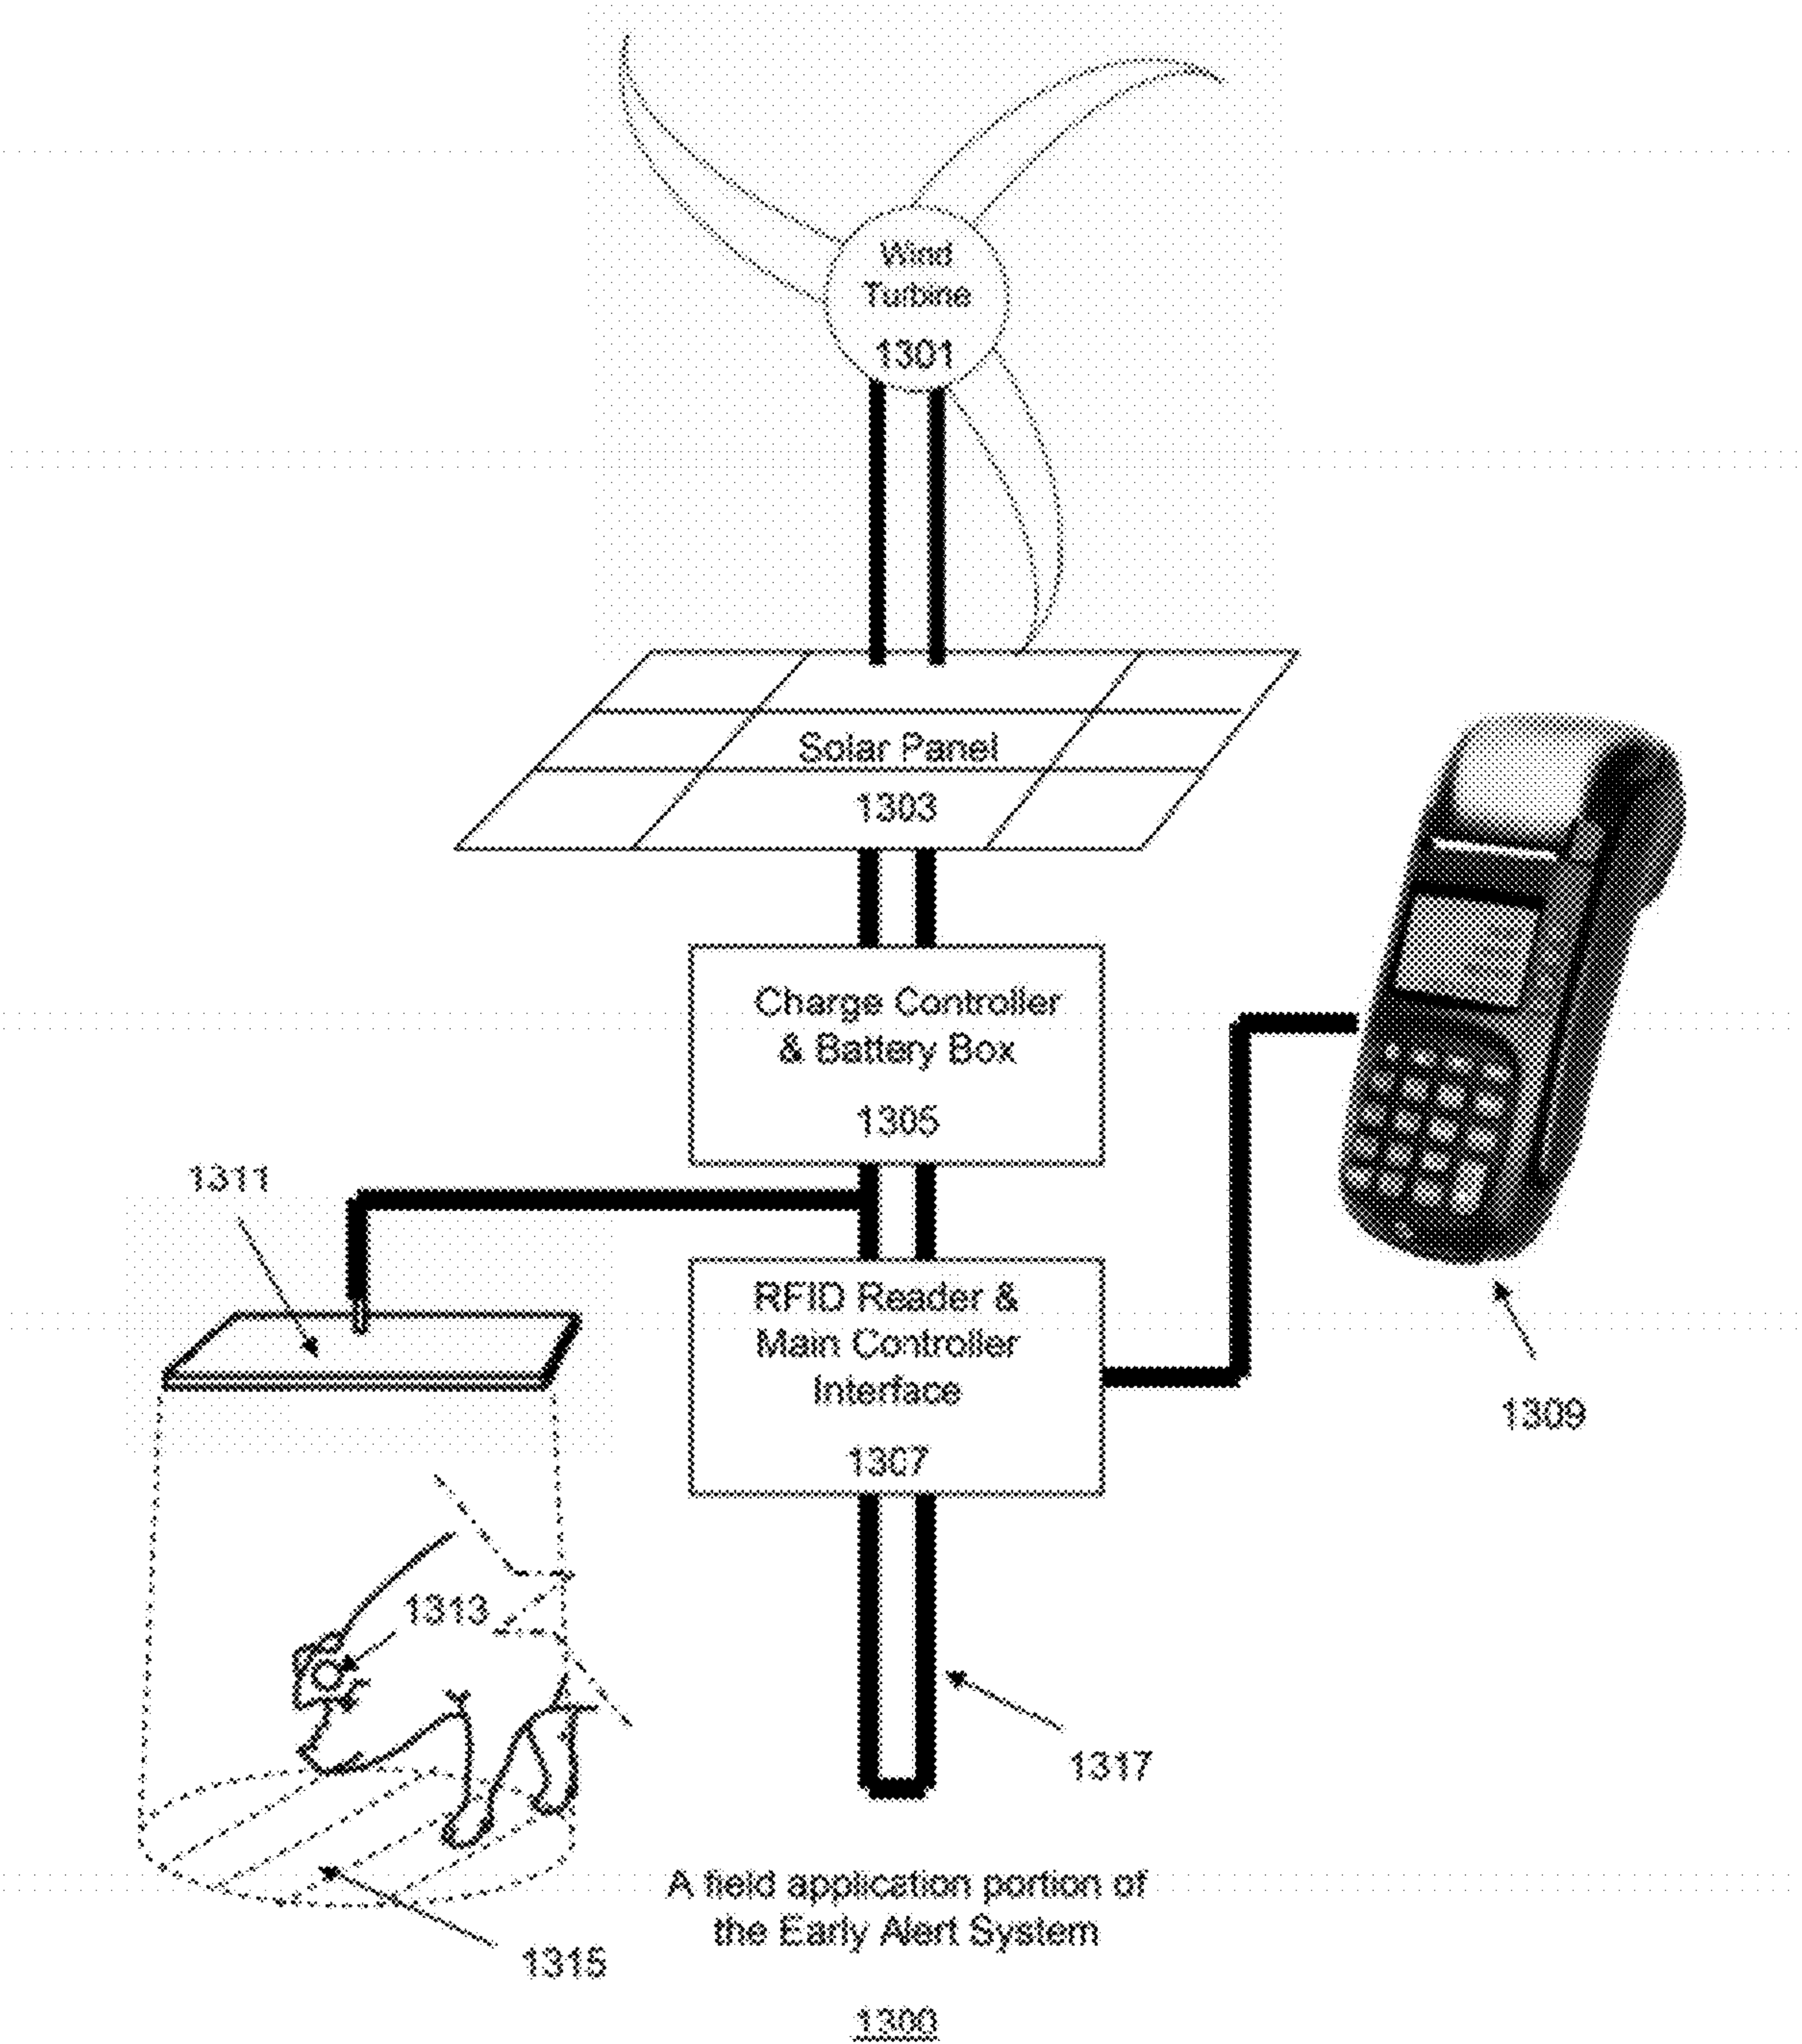 Wind
Turbine
1301
Solar Panel
1303
Charge Controller
& Battery Box
1305
1311
RFID Reader &
Main Controller
Interface
1307
1309
1313
1317
A field application portion of
the Early Alert System
1315
1300